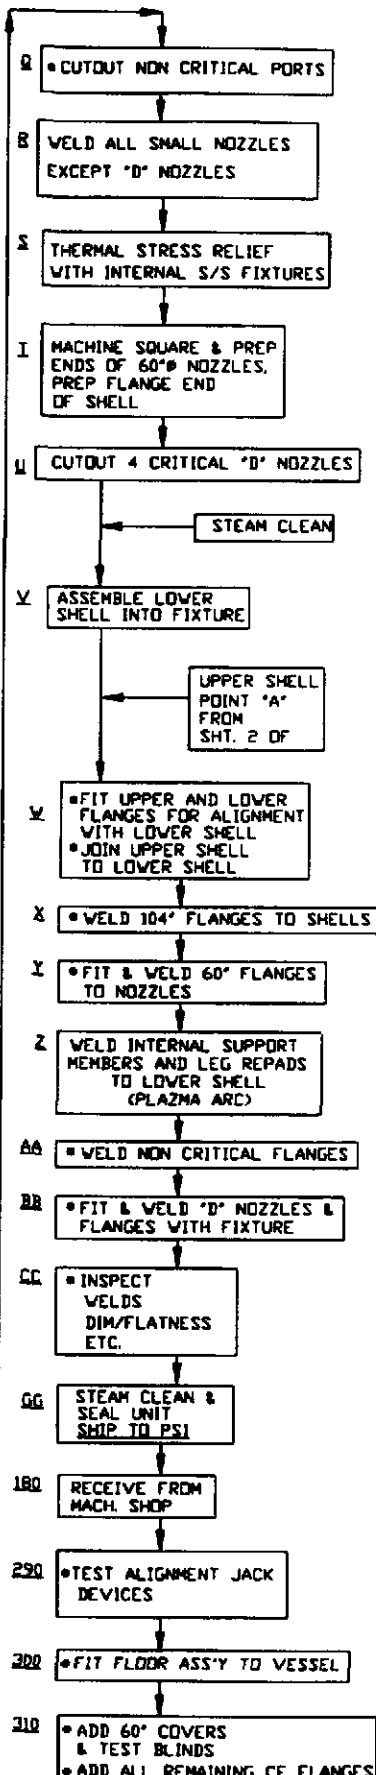 Q
• CUTOUT NON CRITICAL PORTS
R
WELD ALL SMALL NOZZLES
EXCEPT "D" NOZZLES
S
THERMAL STRESS RELIEF
WITH INTERNAL S/S FIXTURES
T
MACHINE SQUARE & PREP
ENDS OF 60"ø NOZZLES,
PREP FLANGE END
OF SHELL
U
CUTOUT 4 CRITICAL "D" NOZZLES
STEAM CLEAN
V
ASSEMBLE LOWER
SHELL INTO FIXTURE
UPPER SHELL
POINT "A"
FROM
SHT. 2 OF
W
• FIT UPPER AND LOWER
FLANGES FOR ALIGNMENT
WITH LOWER SHELL
• JOIN UPPER SHELL
TO LOWER SHELL
X
• WELD 104" FLANGES TO SHELLS
Y
• FIT & WELD 60" FLANGES
TO NOZZLES
Z
WELD INTERNAL SUPPORT
MEMBERS AND LEG REPADS
TO LOWER SHELL
(PLAZMA ARC)
AA
• WELD NON CRITICAL FLANGES
BB
• FIT & WELD "D" NOZZLES &
FLANGES WITH FIXTURE
CC
• INSPECT
WELDS
DIM/FLATNESS
ETC.
GG
STEAM CLEAN &
SEAL UNIT
SHIP TO PSI
180
RECEIVE FROM
MACH. SHOP
290
• TEST ALIGNMENT JACK
DEVICES
300
• FIT FLOOR ASS'Y TO VESSEL
310
• ADD 60" COVERS
& TEST BLINDS
• ADD ALL REMAINING CF FLANGES